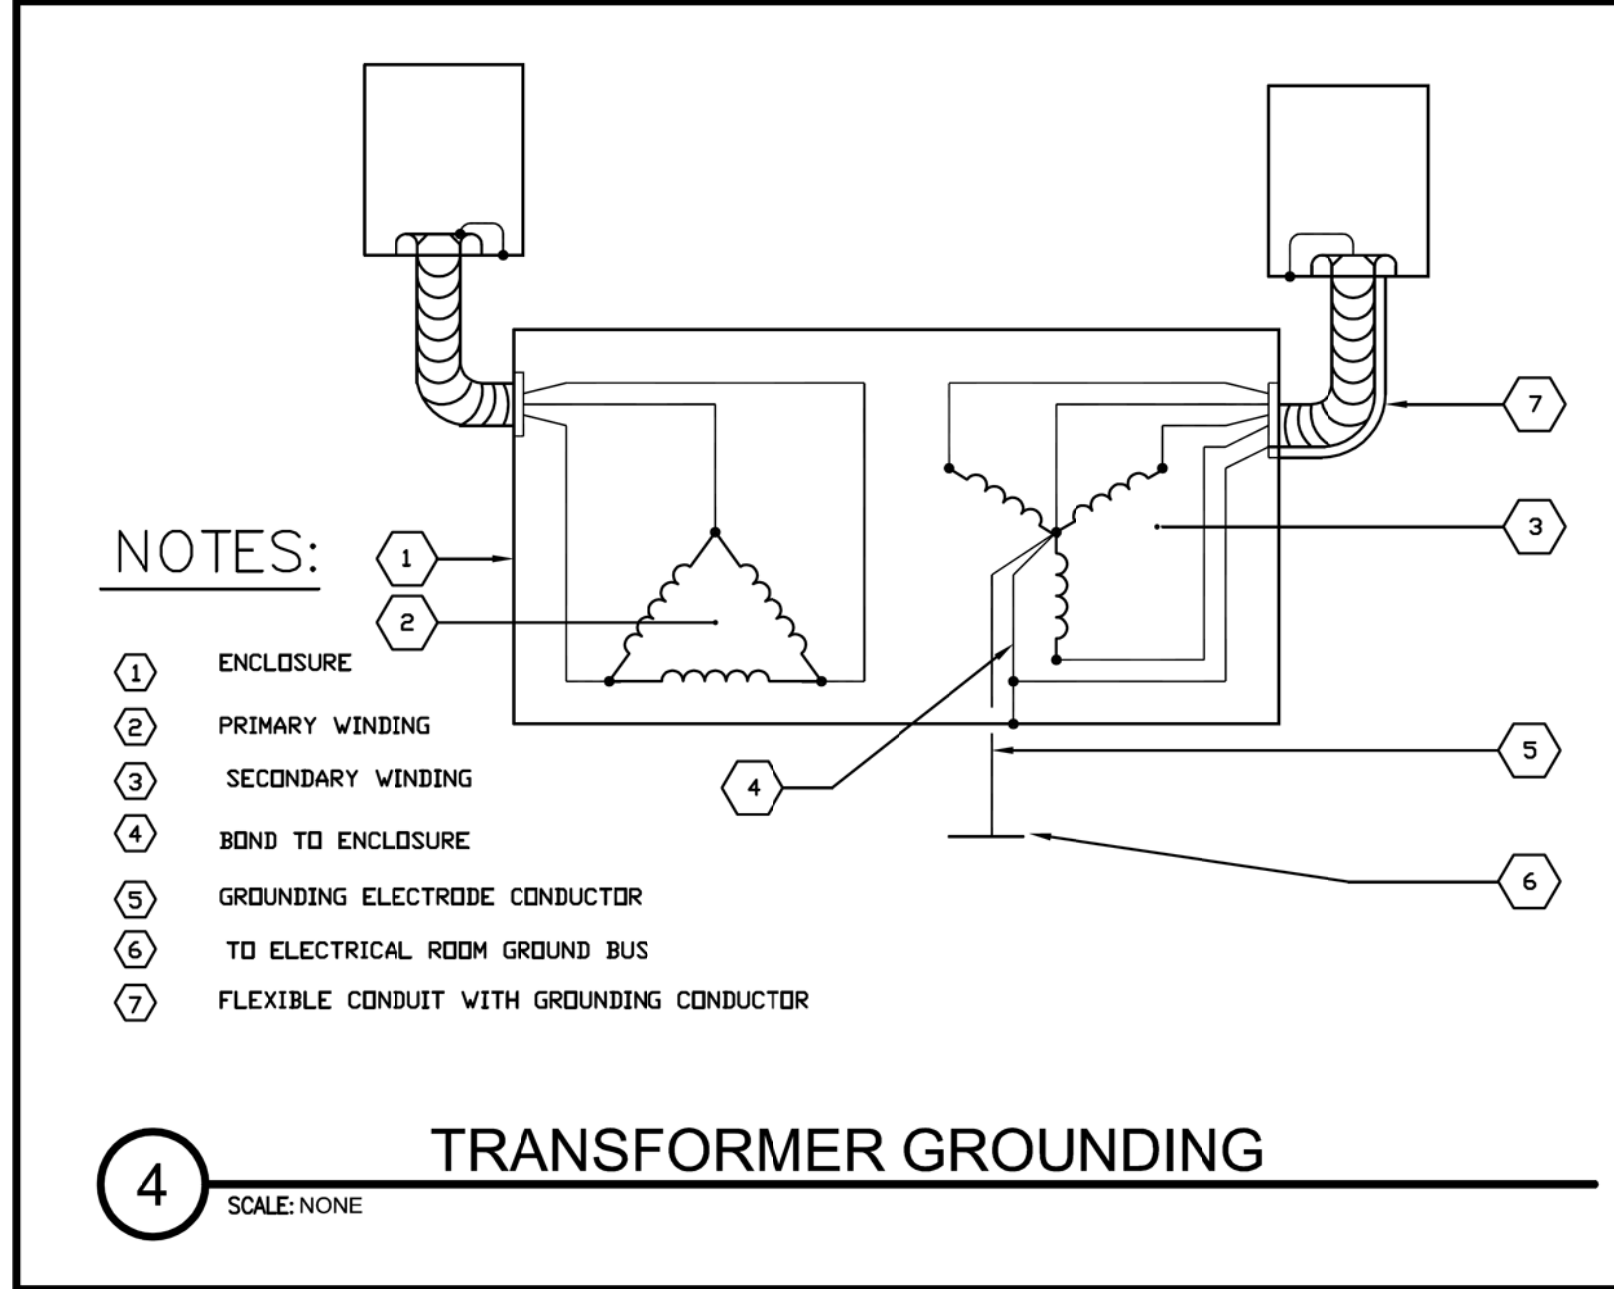 NOTES:
1 ENCLOSURE
2 PRIMARY WINDING
3 SECONDARY WINDING
4 BOND TO ENCLOSURE
5 GROUNDING ELECTRODE CONDUCTOR
6 TO ELECTRICAL ROOM GROUND BUS
7 FLEXIBLE CONDUIT WITH GROUNDING CONDUCTOR
1
2
7
3
4
5
6
4 TRANSFORMER GROUNDING
SCALE: NONE